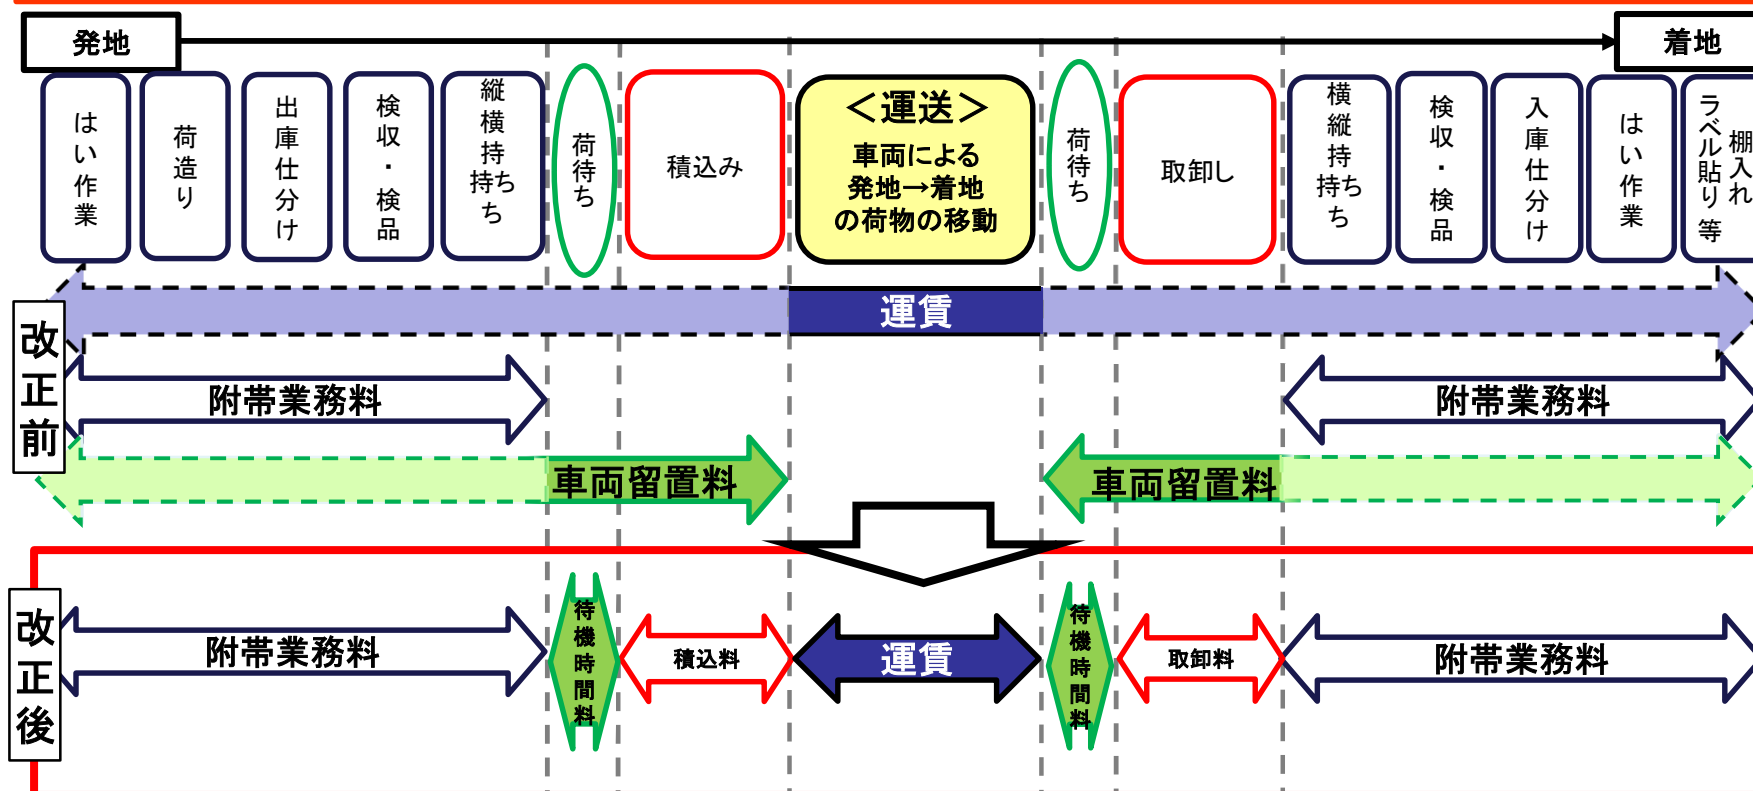 発地
着地
はい作業
荷造り
出庫仕分け
検収・検品
縦横持ち持ち
荷待ち
積込み
＜運送＞
車両による
発地→着地
の荷物の移動
荷待ち
取卸し
横縦持ち持ち
検収・検品
入庫仕分け
はい作業
棚入れ
ラベル貼り等
改正前
運賃
附帯業務料
附帯業務料
車両留置料
車両留置料
改正後
附帯業務料
待機時間料
積込料
運賃
待機時間料
取卸料
附帯業務料